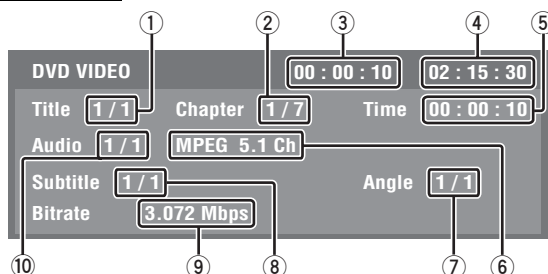 ① ② ③ ④ ⑤
DVD VIDEO 00 : 00 : 10 02 : 15 : 30
Title 1 / 1 Chapter 1 / 7 Time 00 : 00 : 10
Audio 1 / 1 MPEG 5.1 Ch
Subtitle 1 / 1 Angle 1 / 1
Bitrate 3.072 Mbps
⑩ ⑨ ⑧ ⑦ ⑥